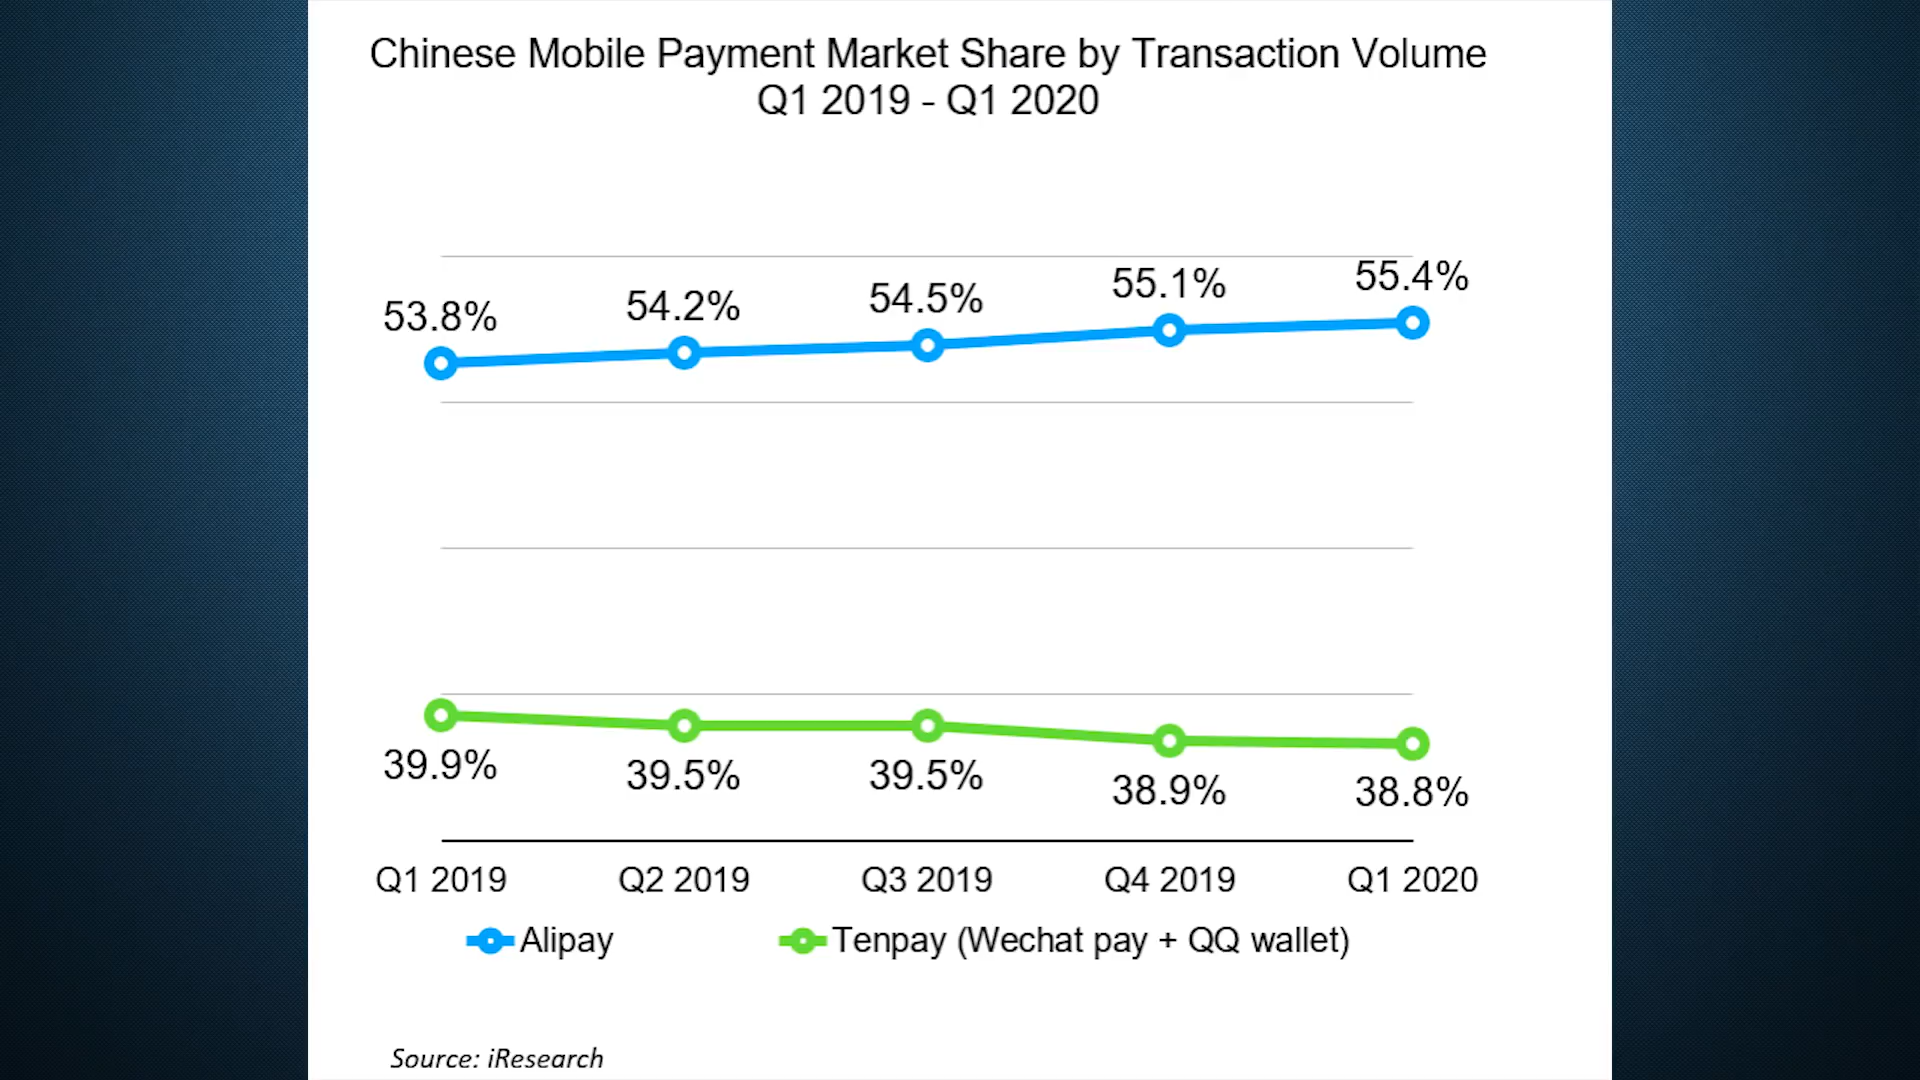 Chinese Mobile Payment Market Share by Transaction Volume
Q1 2019 - Q1 2020
53.8%
54.2%
54.5%
55.1%
55.4%
39.9%
39.5%
39.5%
38.9%
38.8%
Q1 2019
Q2 2019
Q3 2019
Q4 2019
Q1 2020
Alipay
Tenpay (Wechat pay + QQ wallet)
Source: iResearch